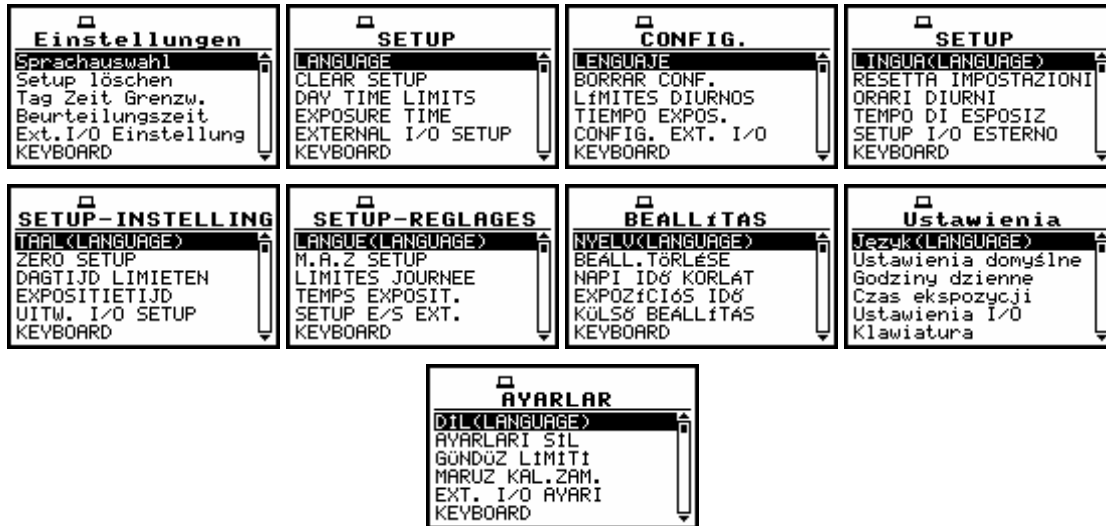 Einstellungen
Sprachauswahl
Setup löschen
Tag Zeit Grenzw.
Beurteilungszeit
Ext.I/O Einstellung
KEYBOARD
SETUP
LANGUAGE
CLEAR SETUP
DAY TIME LIMITS
EXPOSURE TIME
EXTERNAL I/O SETUP
KEYBOARD
CONFIG.
LENGUAJE
BORRAR CONF.
LíMITES DIURNOS
TIEMPO EXPOS.
CONFIG. EXT. I/O
KEYBOARD
SETUP
LINGUA(LANGUAGE)
RESETTA IMPOSTAZIONI
ORARI DIURNI
TEMPO DI ESPOSIZ
SETUP I/O ESTERNO
KEYBOARD
SETUP-INSTELLING
TAAL(LANGUAGE)
ZERO SETUP
DAGTIJD LIMIETEN
EXPOSITIETIJD
UITW. I/O SETUP
KEYBOARD
SETUP-REGLAGES
LANGUE(LANGUAGE)
M.A.Z SETUP
LIMITES JOURNEE
TEMPS EXPOSIT.
SETUP E/S EXT.
KEYBOARD
BEALLíTAS
NYELV(LANGUAGE)
BEáLL.TöRLéSE
NAPI IDő KORLáT
EXPOZíCIóS IDő
KüLSő BEáLLíTáS
KEYBOARD
Ustawienia
Język(LANGUAGE)
Ustawienia domyślne
Godziny dzienne
Czas ekspozycji
Ustawienia I/O
Klawiatura
AYARLAR
DİL(LANGUAGE)
AYARLARI SİL
GüNDüZ LİMİTİ
MARUZ KAL.ZAM.
EXT. I/O AYARI
KEYBOARD